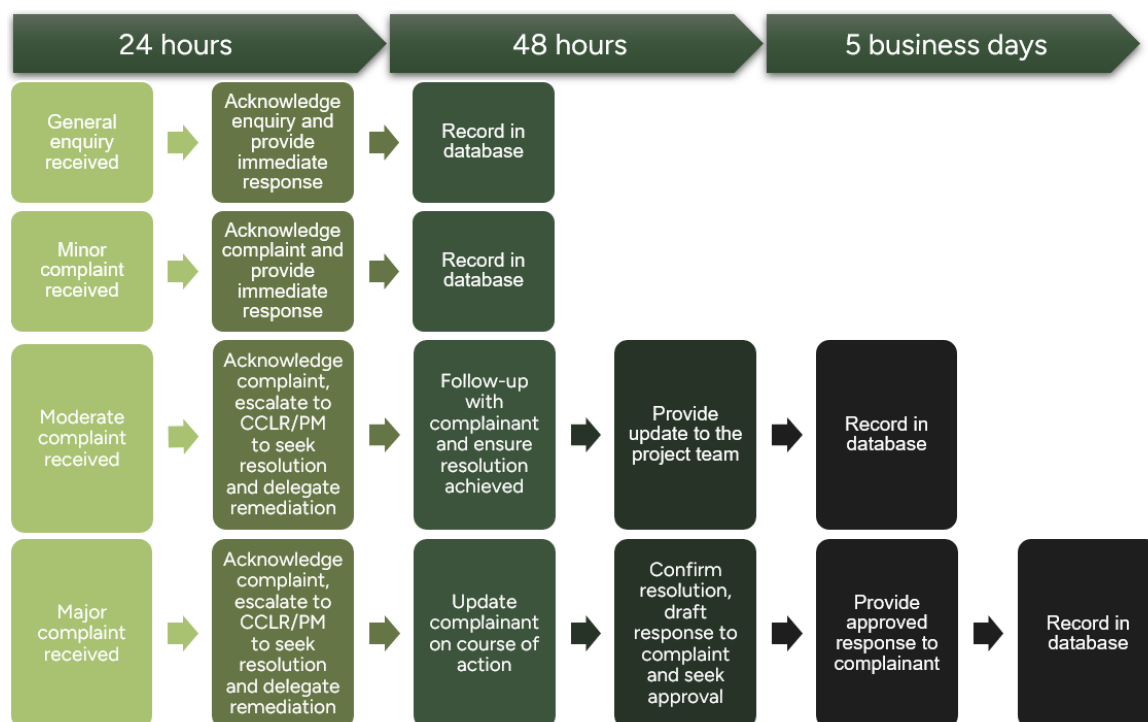 24 hours
48 hours
5 business days
General
enquiry
received
Acknowledge
enquiry and
provide
immediate
response
Record in
database
Minor
complaint
received
Acknowledge
complaint and
provide
immediate
response
Record in
database
Moderate
complaint
received
Acknowledge
complaint,
escalate to
CCLR/PM
to seek
resolution
and delegate
remediation
Follow-up
with
complainant
and ensure
resolution
achieved
Provide
update to the
project team
Record in
database
Major
complaint
received
Acknowledge
complaint,
escalate to
CCLR/PM
to seek
resolution
and delegate
remediation
Update
complainant
on course of
action
Confirm
resolution,
draft
response to
complaint
and seek
approval
Provide
approved
response to
complainant
Record in
database